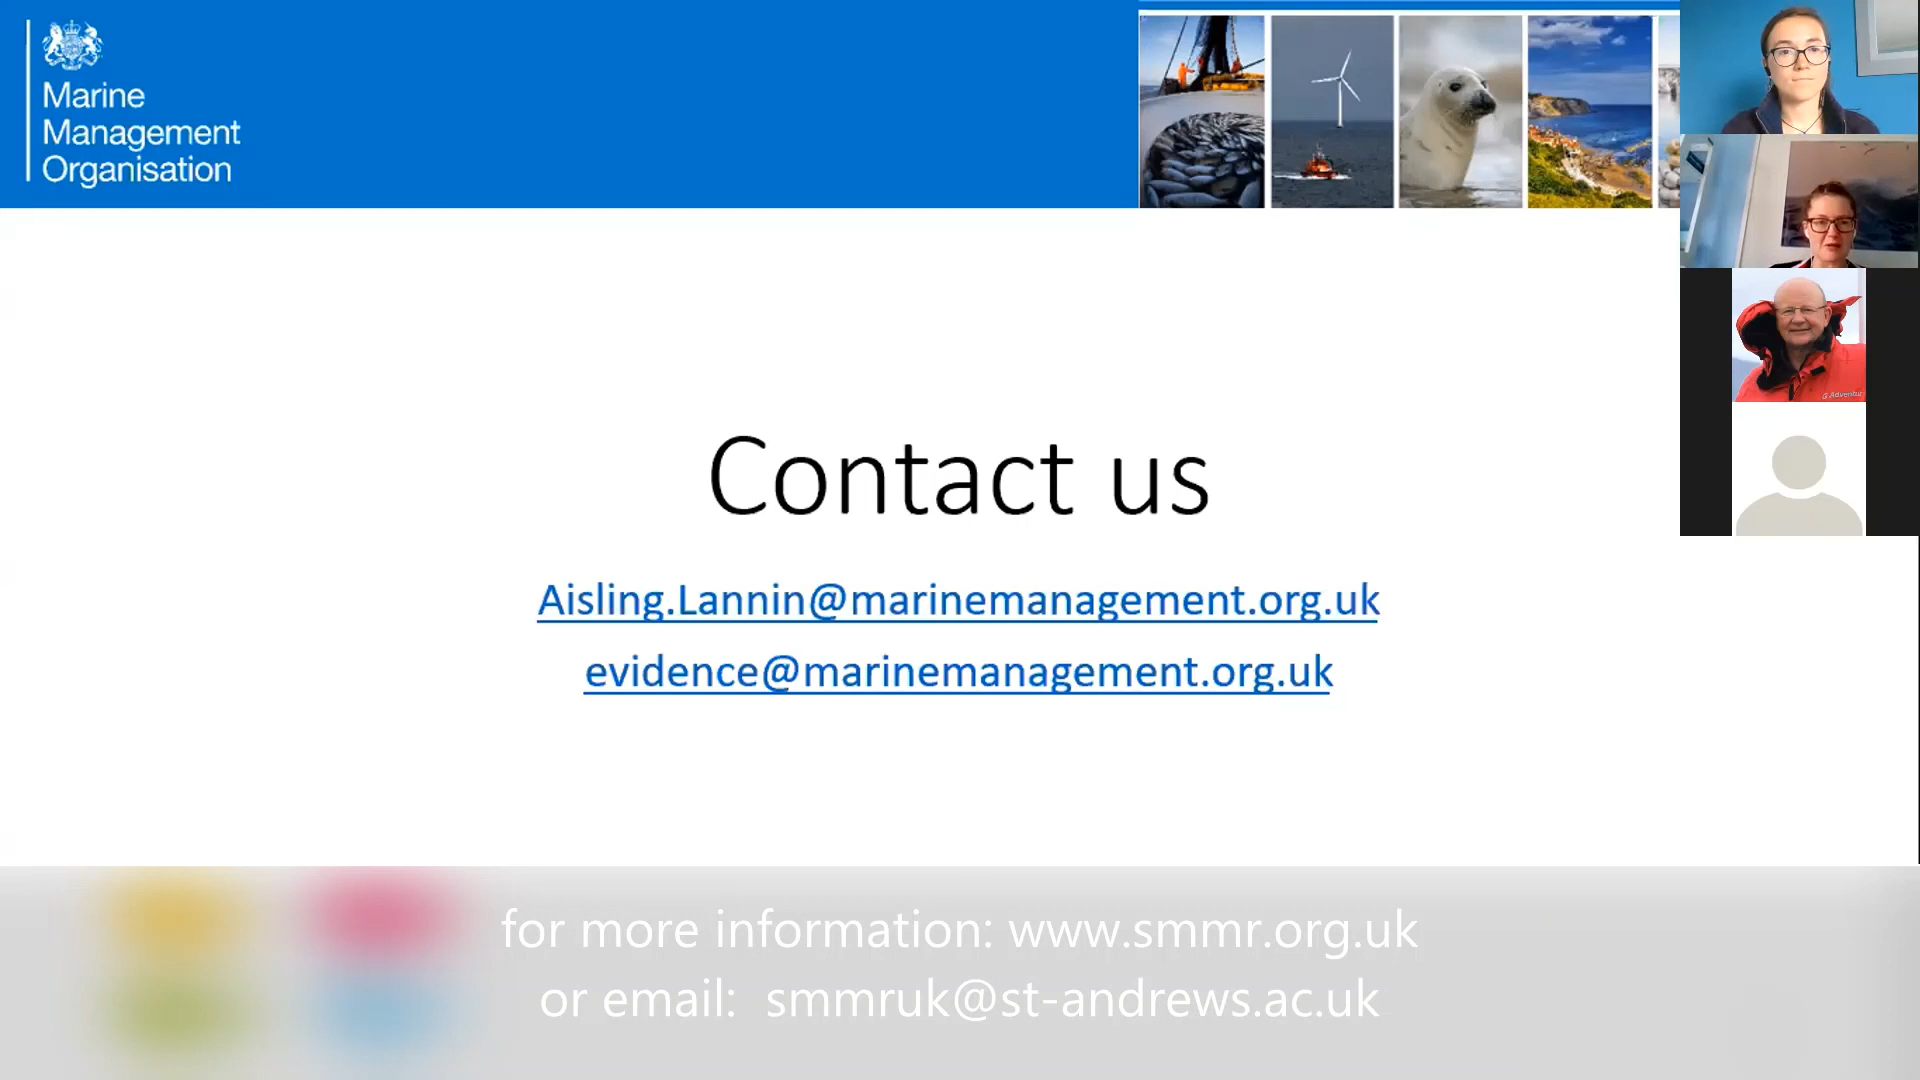 Marine
Management
Organisation
G Adventur
Contact us
Aisling.Lannin@marinemanagement.org.uk
evidence@marinemanagement.org.uk
for more information: www.smmr.org.uk
or email: smmruk@st-andrews.ac.uk